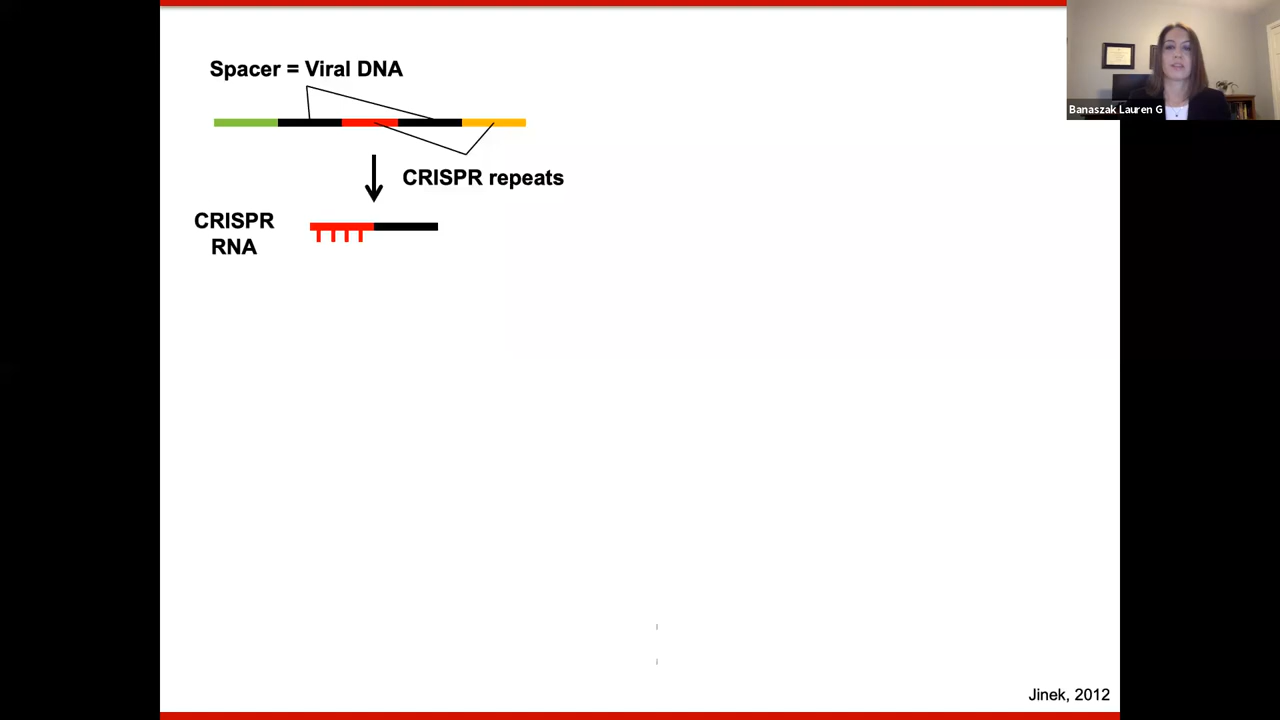 Spacer = Viral DNA
CRISPR repeats
CRISPR
RNA
Banaszak Lauren G
Jinek, 2012